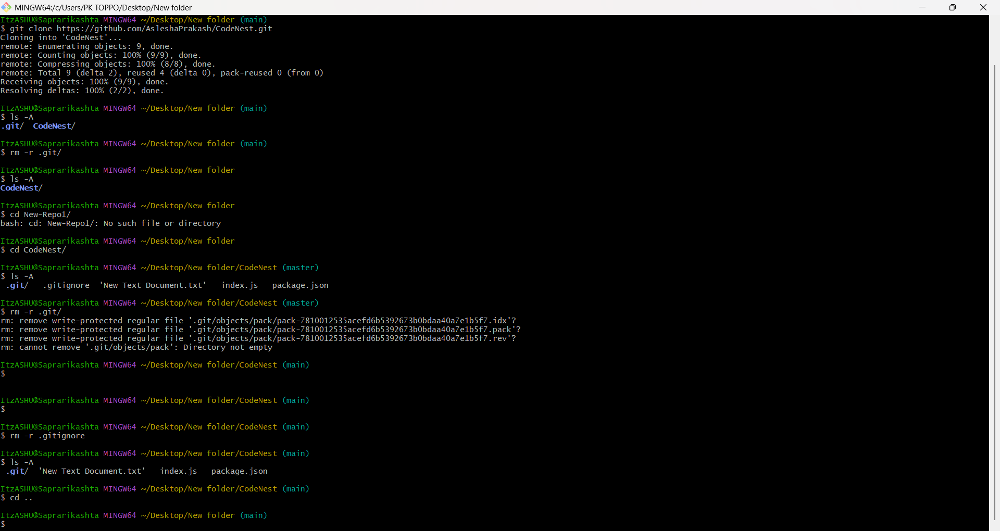 MINGW64:/c/Users/PK TOPPO/Desktop/New folder
ItzASHU@Saprarikashta MINGW64 ~/Desktop/New folder (main)
$ git clone https://github.com/AsleshaPrakash/CodeNest.git
Cloning into 'CodeNest'...
remote: Enumerating objects: 9, done.
remote: Counting objects: 100% (9/9), done.
remote: Compressing objects: 100% (8/8), done.
remote: Total 9 (delta 2), reused 4 (delta 0), pack-reused 0 (from 0)
Receiving objects: 100% (9/9), done.
Resolving deltas: 100% (2/2), done.
ItzASHU@Saprarikashta MINGW64 ~/Desktop/New folder (main)
$ ls -A
.git/  CodeNest/
ItzASHU@Saprarikashta MINGW64 ~/Desktop/New folder (main)
$ rm -r .git/
ItzASHU@Saprarikashta MINGW64 ~/Desktop/New folder
$ ls -A
CodeNest/
ItzASHU@Saprarikashta MINGW64 ~/Desktop/New folder
$ cd New-Repo1/
bash: cd: New-Repo1/: No such file or directory
ItzASHU@Saprarikashta MINGW64 ~/Desktop/New folder
$ cd CodeNest/
ItzASHU@Saprarikashta MINGW64 ~/Desktop/New folder/CodeNest (master)
$ ls -A
.git/   .gitignore  'New Text Document.txt'   index.js   package.json
ItzASHU@Saprarikashta MINGW64 ~/Desktop/New folder/CodeNest (master)
$ rm -r .git/
rm: remove write-protected regular file '.git/objects/pack/pack-7810012535acefd6b5392673b0bdaa40a7e1b5f7.idx'?
rm: remove write-protected regular file '.git/objects/pack/pack-7810012535acefd6b5392673b0bdaa40a7e1b5f7.pack'?
rm: remove write-protected regular file '.git/objects/pack/pack-7810012535acefd6b5392673b0bdaa40a7e1b5f7.rev'?
rm: cannot remove '.git/objects/pack': Directory not empty
ItzASHU@Saprarikashta MINGW64 ~/Desktop/New folder/CodeNest (main)
$
ItzASHU@Saprarikashta MINGW64 ~/Desktop/New folder/CodeNest (main)
$
ItzASHU@Saprarikashta MINGW64 ~/Desktop/New folder/CodeNest (main)
$ rm -r .gitignore
ItzASHU@Saprarikashta MINGW64 ~/Desktop/New folder/CodeNest (main)
$ ls -A
.git/  'New Text Document.txt'   index.js   package.json
ItzASHU@Saprarikashta MINGW64 ~/Desktop/New folder/CodeNest (main)
$ cd ..
ItzASHU@Saprarikashta MINGW64 ~/Desktop/New folder (main)
$